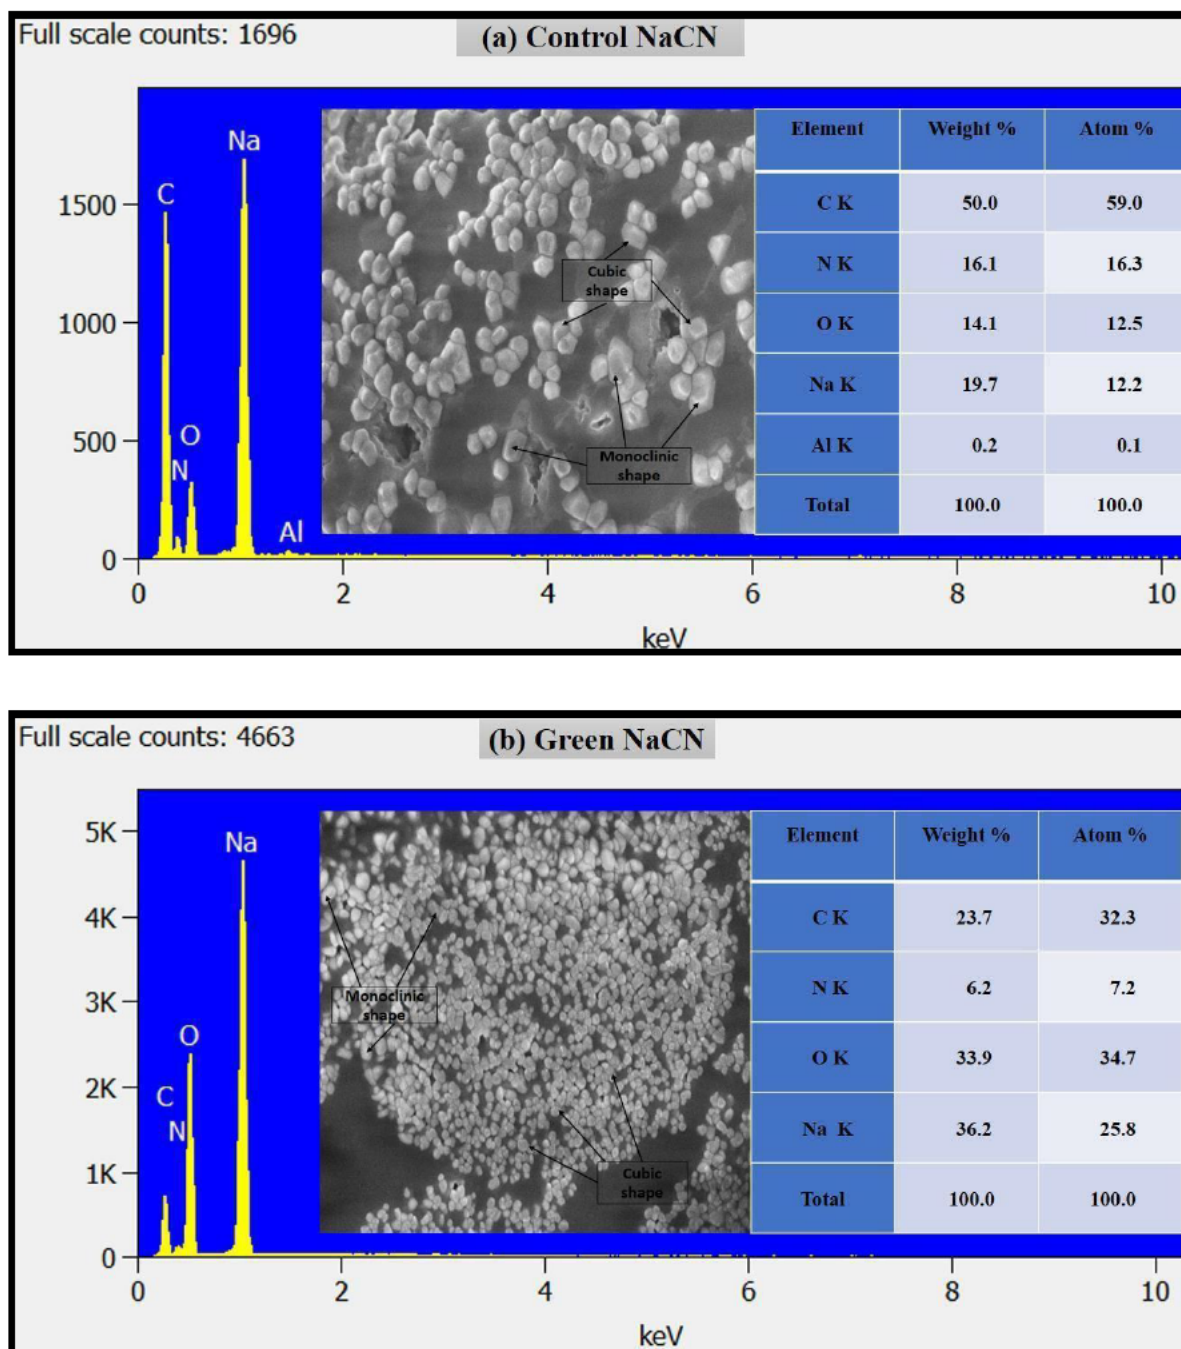 Full scale counts: 1696
(a) Control NaCN
Na
C
O
N
Al
1500
1000
500
0
0 2 4 6 8 10
keV
Cubic
shape
Monoclinic
shape
Element Weight % Atom %
C K 50.0 59.0
N K 16.1 16.3
O K 14.1 12.5
Na K 19.7 12.2
Al K 0.2 0.1
Total 100.0 100.0
Full scale counts: 4663
(b) Green NaCN
Na
O
C
N
5K
4K
3K
2K
1K
0
0 2 4 6 8 10
keV
Monoclinic
shape
Cubic
shape
Element Weight % Atom %
C K 23.7 32.3
N K 6.2 7.2
O K 33.9 34.7
Na K 36.2 25.8
Total 100.0 100.0